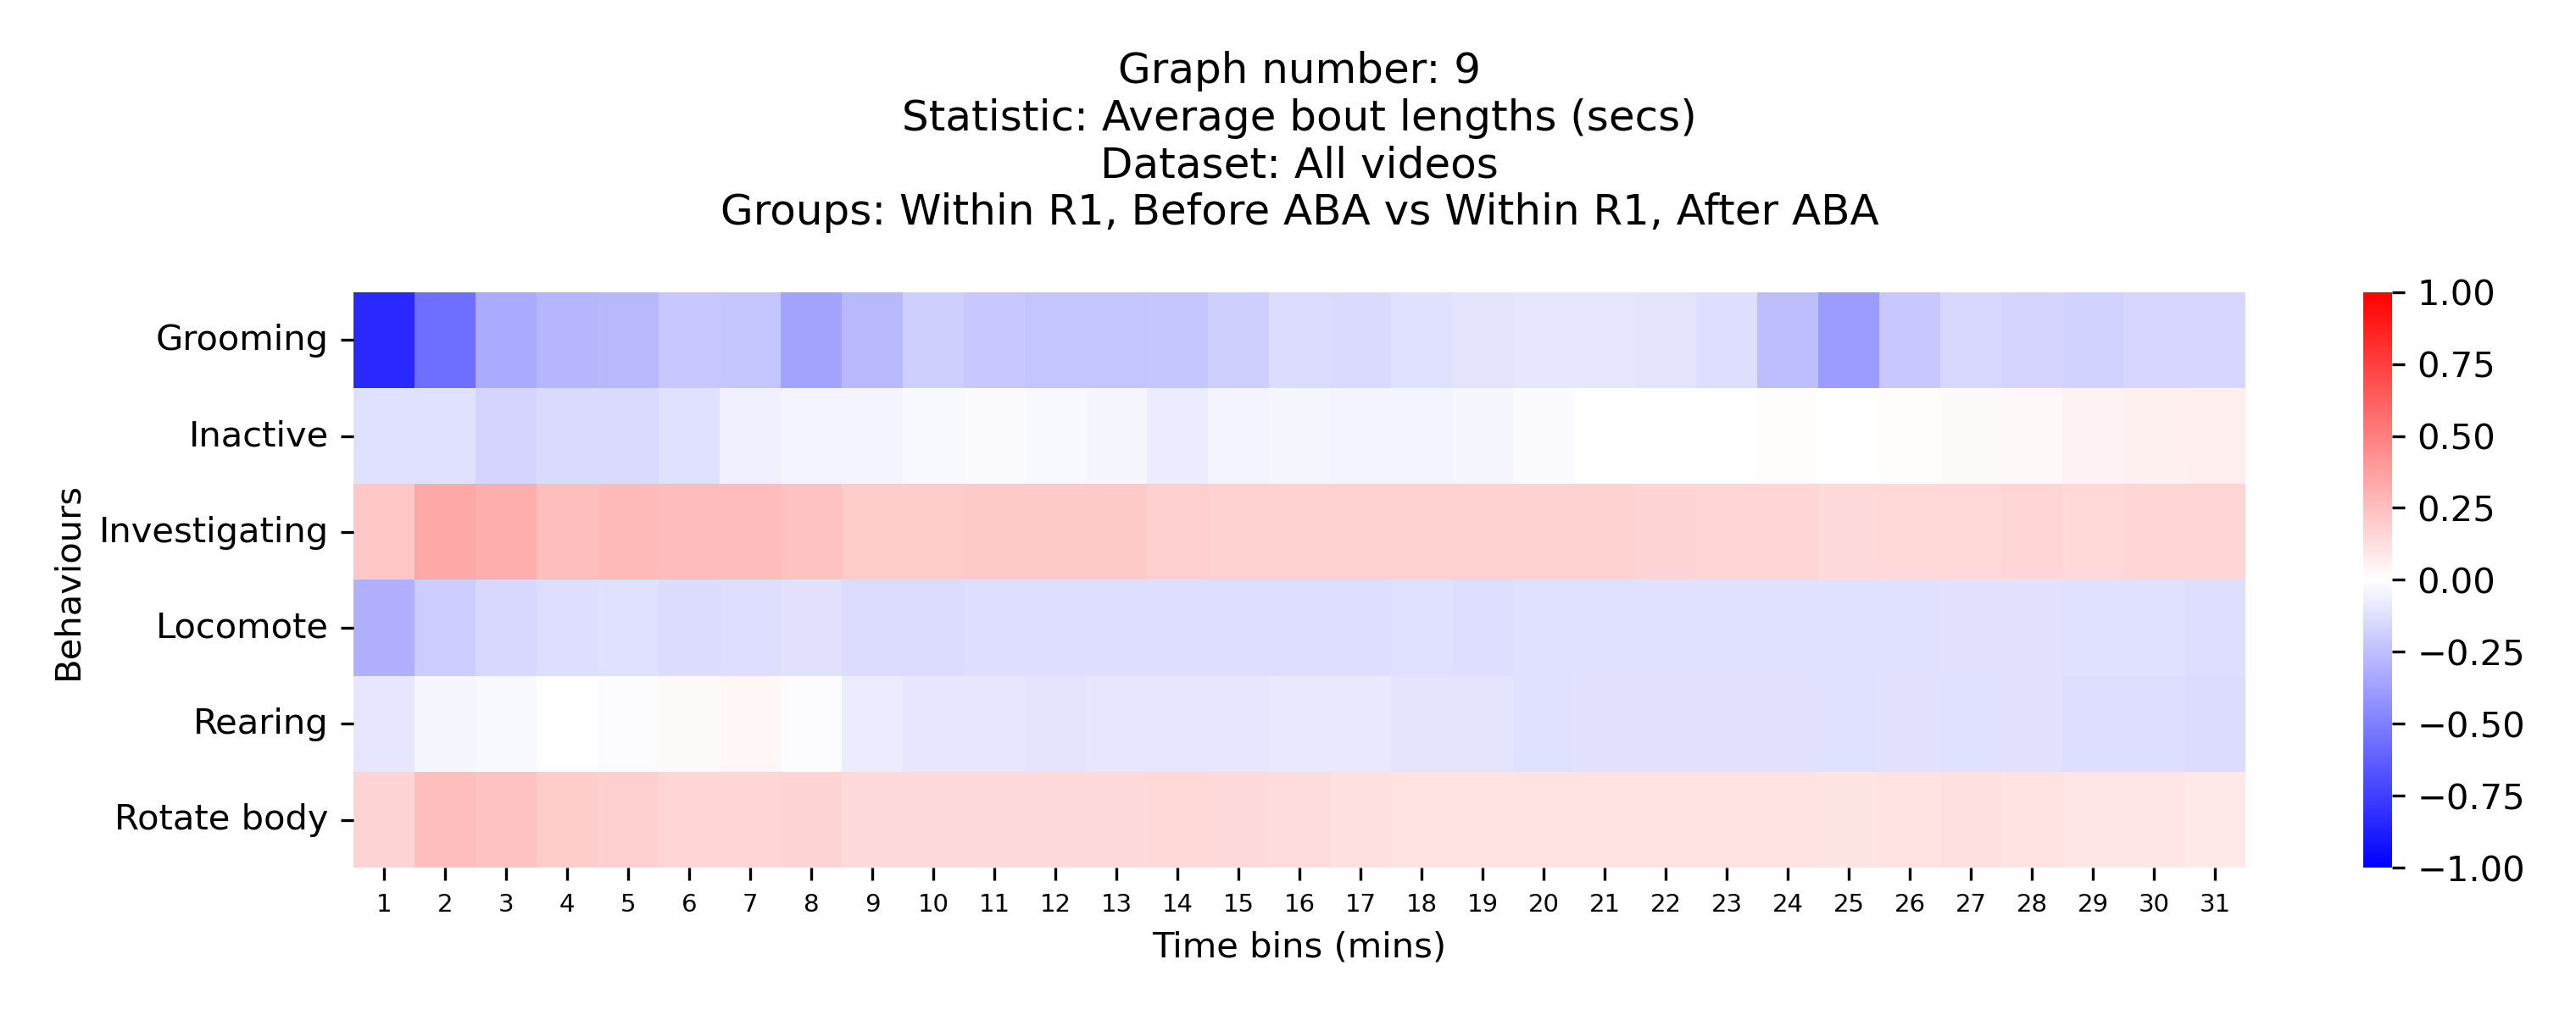 Graph number: 9
Statistic: Average bout lengths (secs)
Dataset: All videos
Groups: Within R1, Before ABA vs Within R1, After ABA
Behaviours
Grooming
Inactive
Investigating
Locomote
Rearing
Rotate body
1 2 3 4 5 6 7 8 9 10 11 12 13 14 15 16 17 18 19 20 21 22 23 24 25 26 27 28 29 30 31
Time bins (mins)
1.00
0.75
0.50
0.25
0.00
−0.25
−0.50
−0.75
−1.00